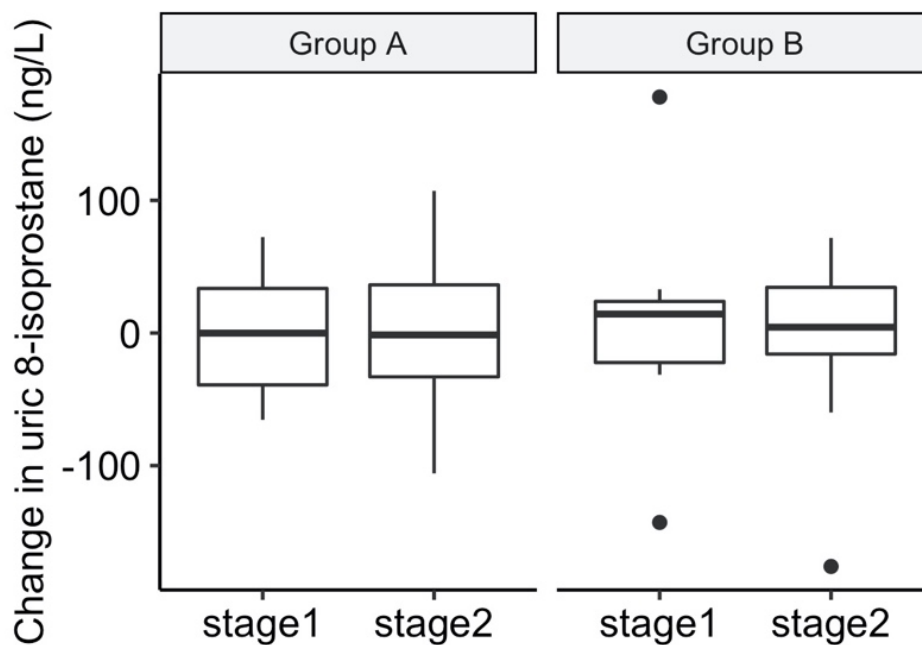 Group A
Group B
Change in uric 8-isoprostane (ng/L)
100
0
-100
stage1
stage2
stage1
stage2